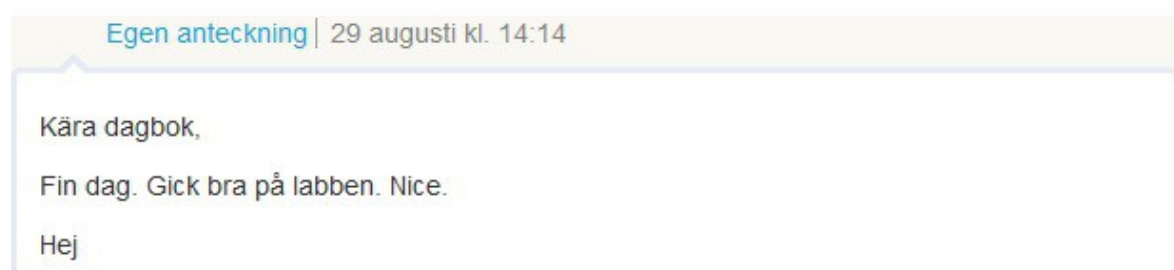 Egen anteckning | 29 augusti kl. 14:14
Kära dagbok,
Fin dag. Gick bra på labben. Nice.
Hej